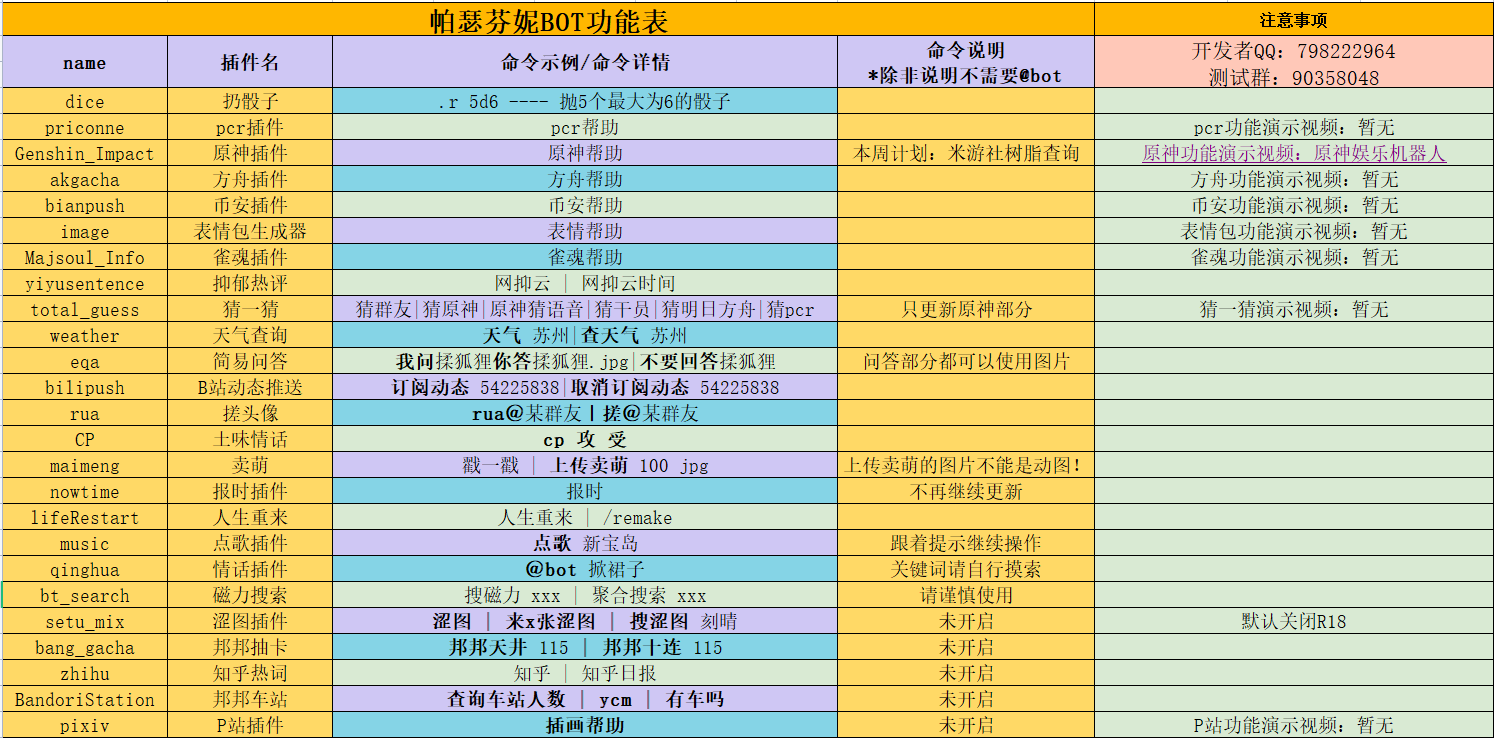 帕瑟芬妮BOT功能表 注意事项
name 插件名 命令示例/命令详情 命令说明 开发者QQ：798222964
*除非说明不需要@bot 测试群：90358048
dice 扔骰子 .r 5d6 ---- 抛5个最大为6的骰子
priconne pcr插件 pcr帮助 pcr功能演示视频：暂无
Genshin_Impact 原神插件 原神帮助 本周计划：米游社树脂查询 原神功能演示视频：原神娱乐机器人
akgacha 方舟插件 方舟帮助 方舟功能演示视频：暂无
bianpush 币安插件 币安帮助 币安功能演示视频：暂无
image 表情包生成器 表情帮助 表情包功能演示视频：暂无
Majsoul_Info 雀魂插件 雀魂帮助 雀魂功能演示视频：暂无
yiyusentence 抑郁热评 网抑云 | 网抑云时间
total_guess 猜一猜 猜群友|猜原神|原神猜语音|猜干员|猜明日方舟|猜pcr 只更新原神部分 猜一猜演示视频：暂无
weather 天气查询 天气 苏州|查天气 苏州
eqa 简易问答 我问揉狐狸你答揉狐狸.jpg|不要回答揉狐狸 问答部分都可以使用图片
bilipush B站动态推送 订阅动态 54225838|取消订阅动态 54225838
rua 搓头像 rua@某群友|搓@某群友
CP 土味情话 cp 攻 受
maimeng 卖萌 戳一戳 | 上传卖萌 100 jpg 上传卖萌的图片不能是动图！
nowtime 报时插件 报时 不再继续更新
lifeRestart 人生重来 人生重来 | /remake
music 点歌插件 点歌 新宝岛 跟着提示继续操作
qinghua 情话插件 @bot 掀裙子 关键词请自行摸索
bt_search 磁力搜索 搜磁力 xxx | 聚合搜索 xxx 请谨慎使用
setu_mix 涩图插件 涩图 | 来x张涩图 | 搜涩图 刻晴 未开启 默认关闭R18
bang_gacha 邦邦抽卡 邦邦天井 115 | 邦邦十连 115 未开启
zhihu 知乎热词 知乎 | 知乎日报 未开启
BandoriStation 邦邦车站 查询车站人数 | ycm | 有车吗 未开启
pixiv P站插件 插画帮助 未开启 P站功能演示视频：暂无